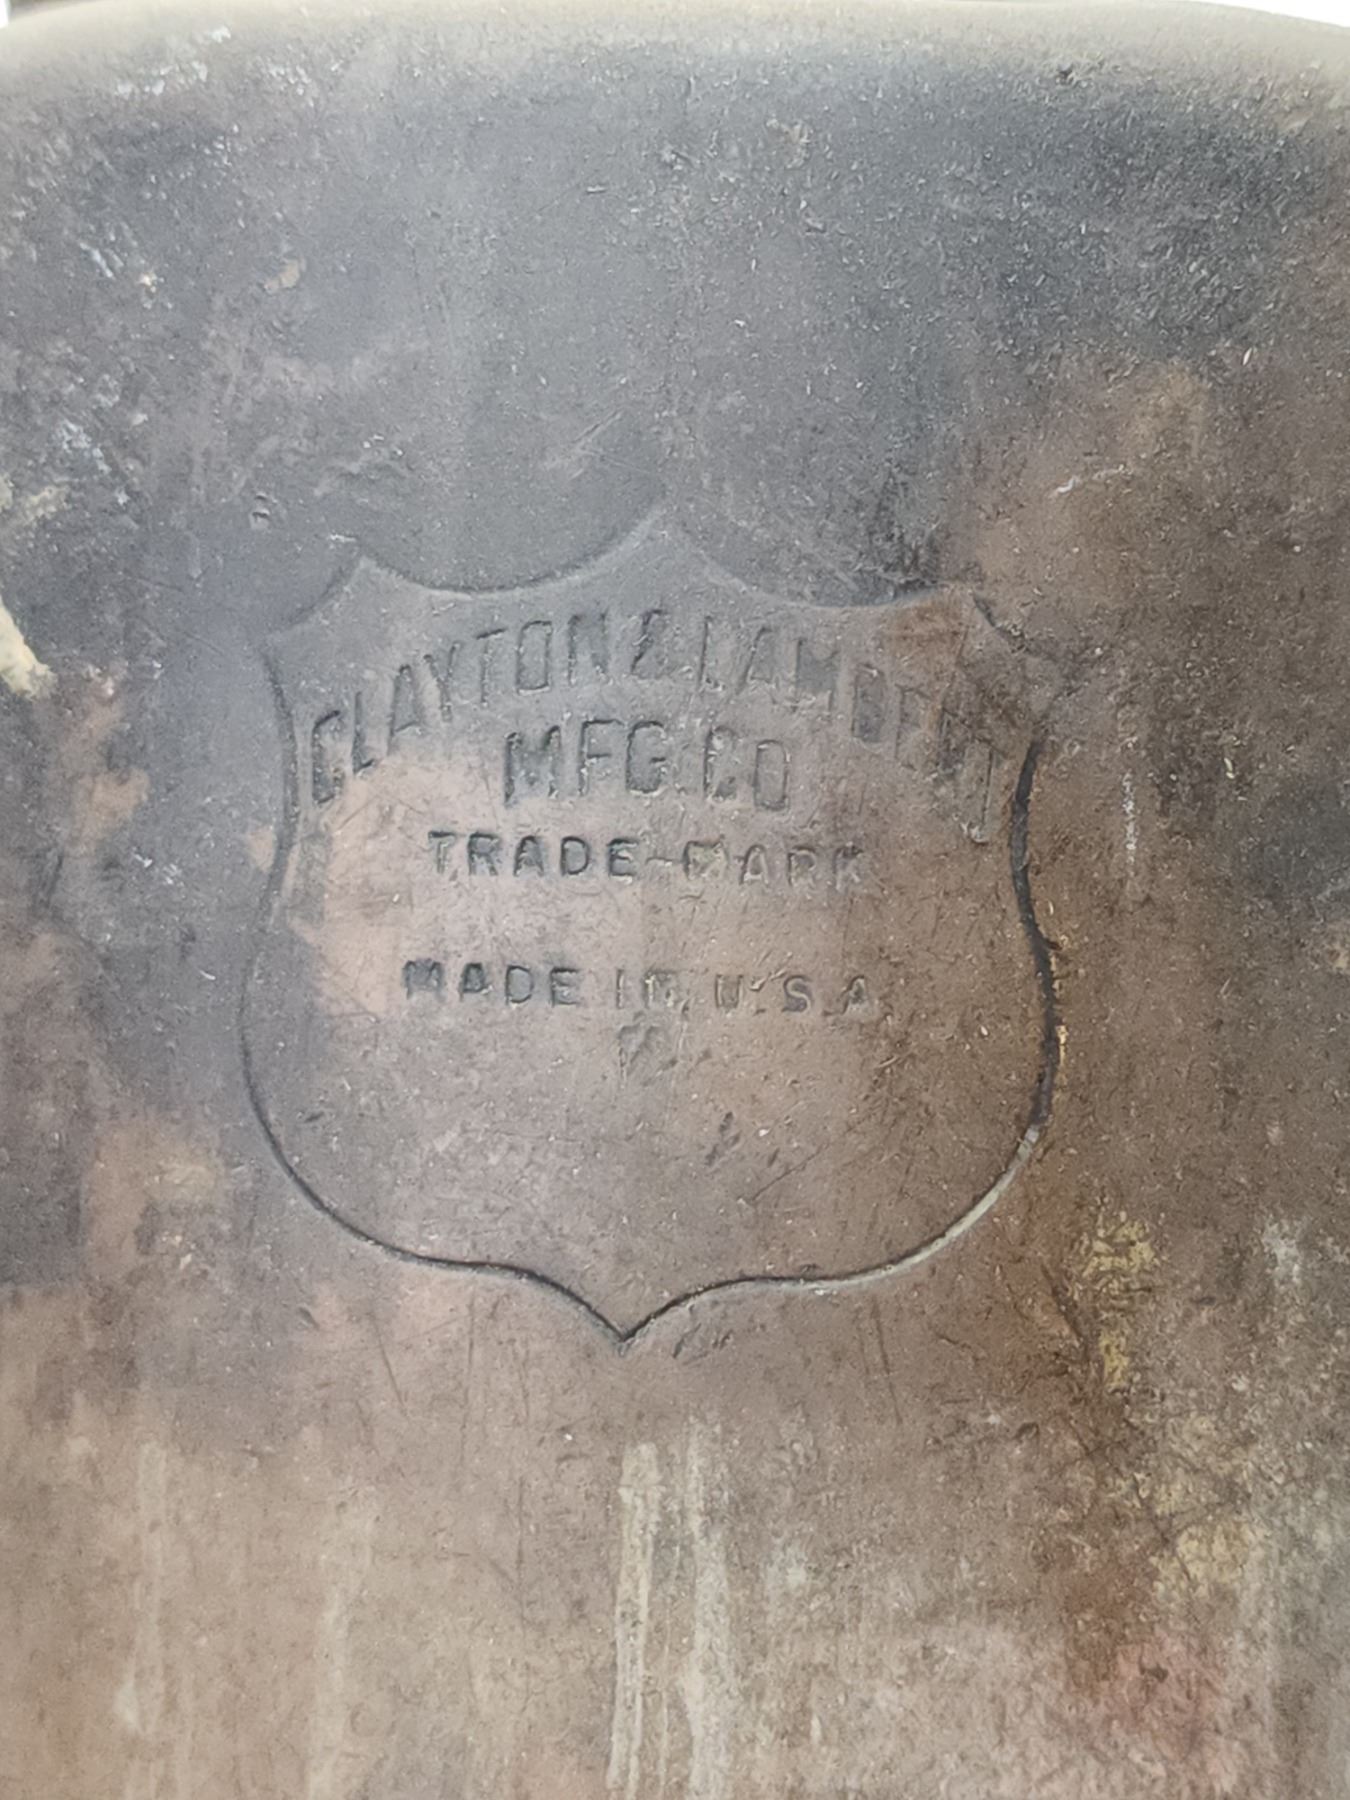 CLAYTON & LAMBERT
MFG. CO
TRADE-MARK
MADE IN U.S.A